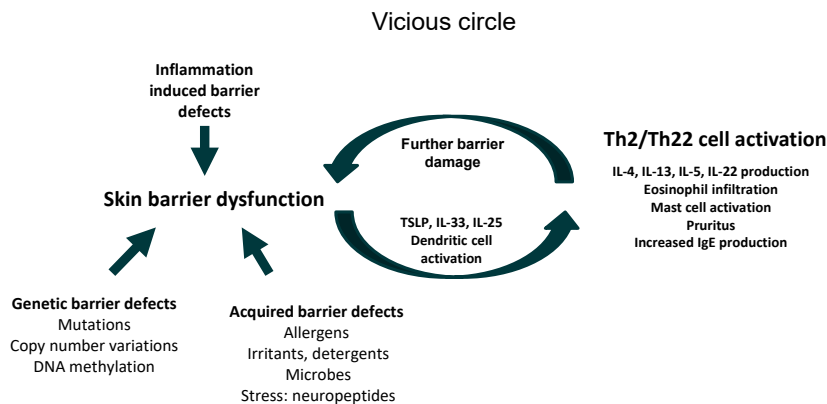 Vicious circle
Inflammation
induced barrier
defects
Further barrier
damage
Th2/Th22 cell activation
IL-4, IL-13, IL-5, IL-22 production
Eosinophil infiltration
Mast cell activation
Pruritus
Increased IgE production
Skin barrier dysfunction
TSLP, IL-33, IL-25
Dendritic cell
activation
Genetic barrier defects
Mutations
Copy number variations
DNA methylation
Acquired barrier defects
Allergens
Irritants, detergents
Microbes
Stress: neuropeptides